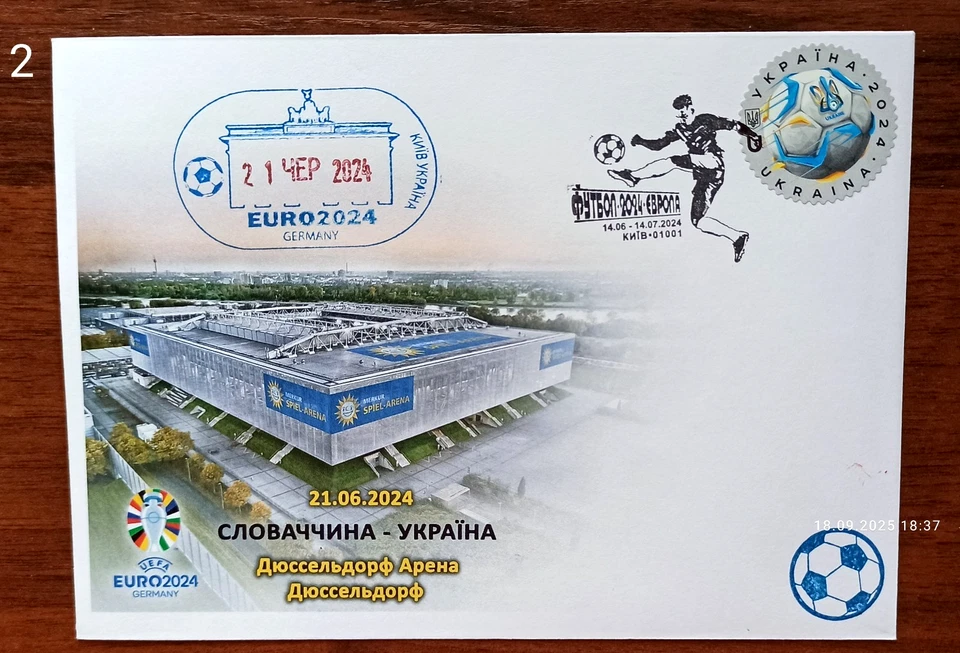 2
УКРАЇНА · 2024 · UKRAINA
21 ЧЕР 2024
КИЇВ УКРАЇНА
EURO2024
GERMANY
ФУТБОЛ·2024·ЄВРОПА
14.06 - 14.07.2024
КИЇВ•01001
MERKUR
SPIEL-ARENA
MERKUR
SPIEL-ARENA
21.06.2024
СЛОВАЧЧИНА - УКРАЇНА
Дюссельдорф Арена
Дюссельдорф
UEFA
EURO2024
GERMANY
18.09.2025 18:37